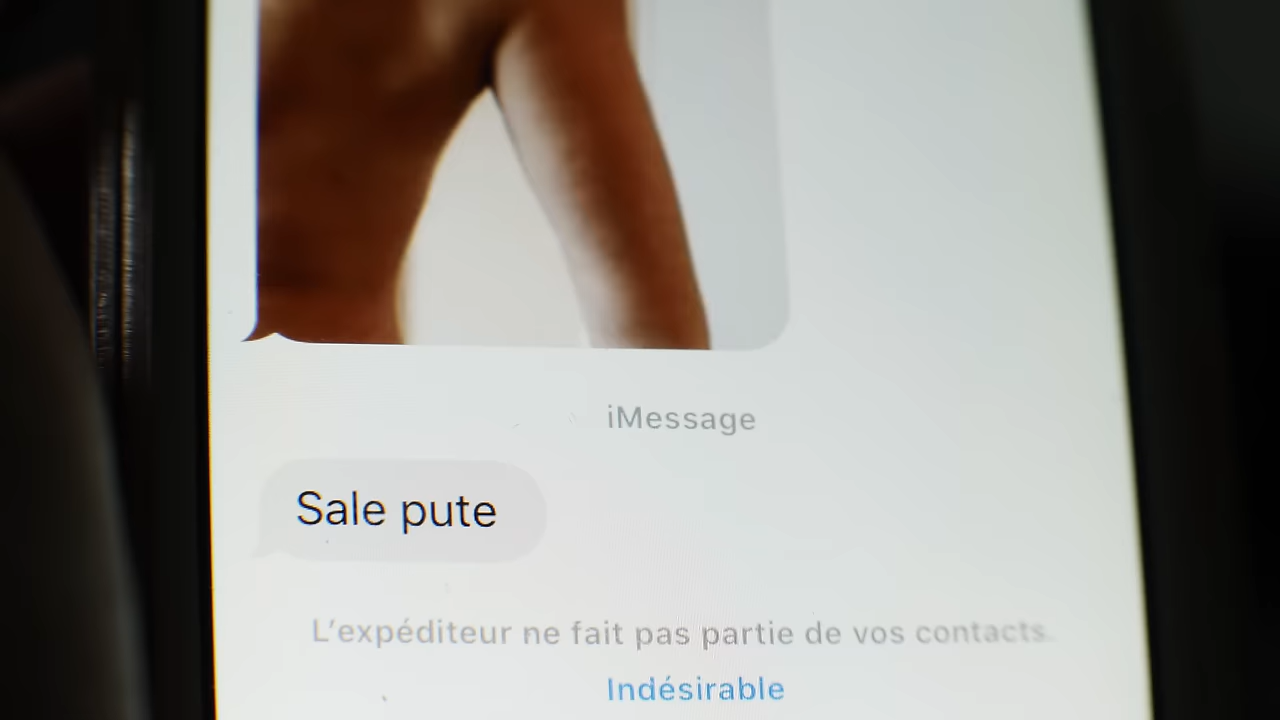 iMessage
Sale pute
L'expéditeur ne fait pas partie de vos contacts.
Indésirable